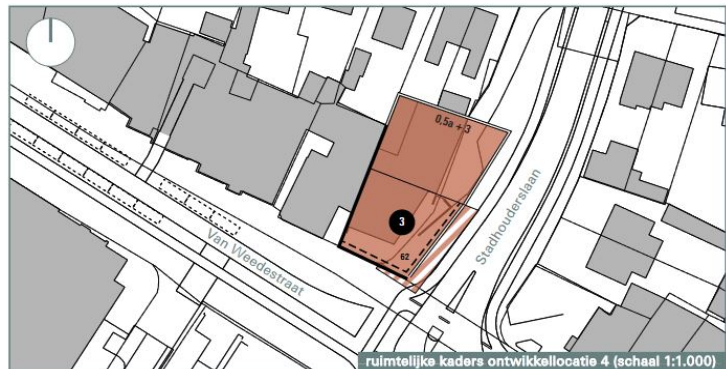 0,5a + 3
3
62
Van Weedestraat
Stadhouderslaan
ruimtelijke kaders ontwikkellocatie 4 (schaal 1:1.000)